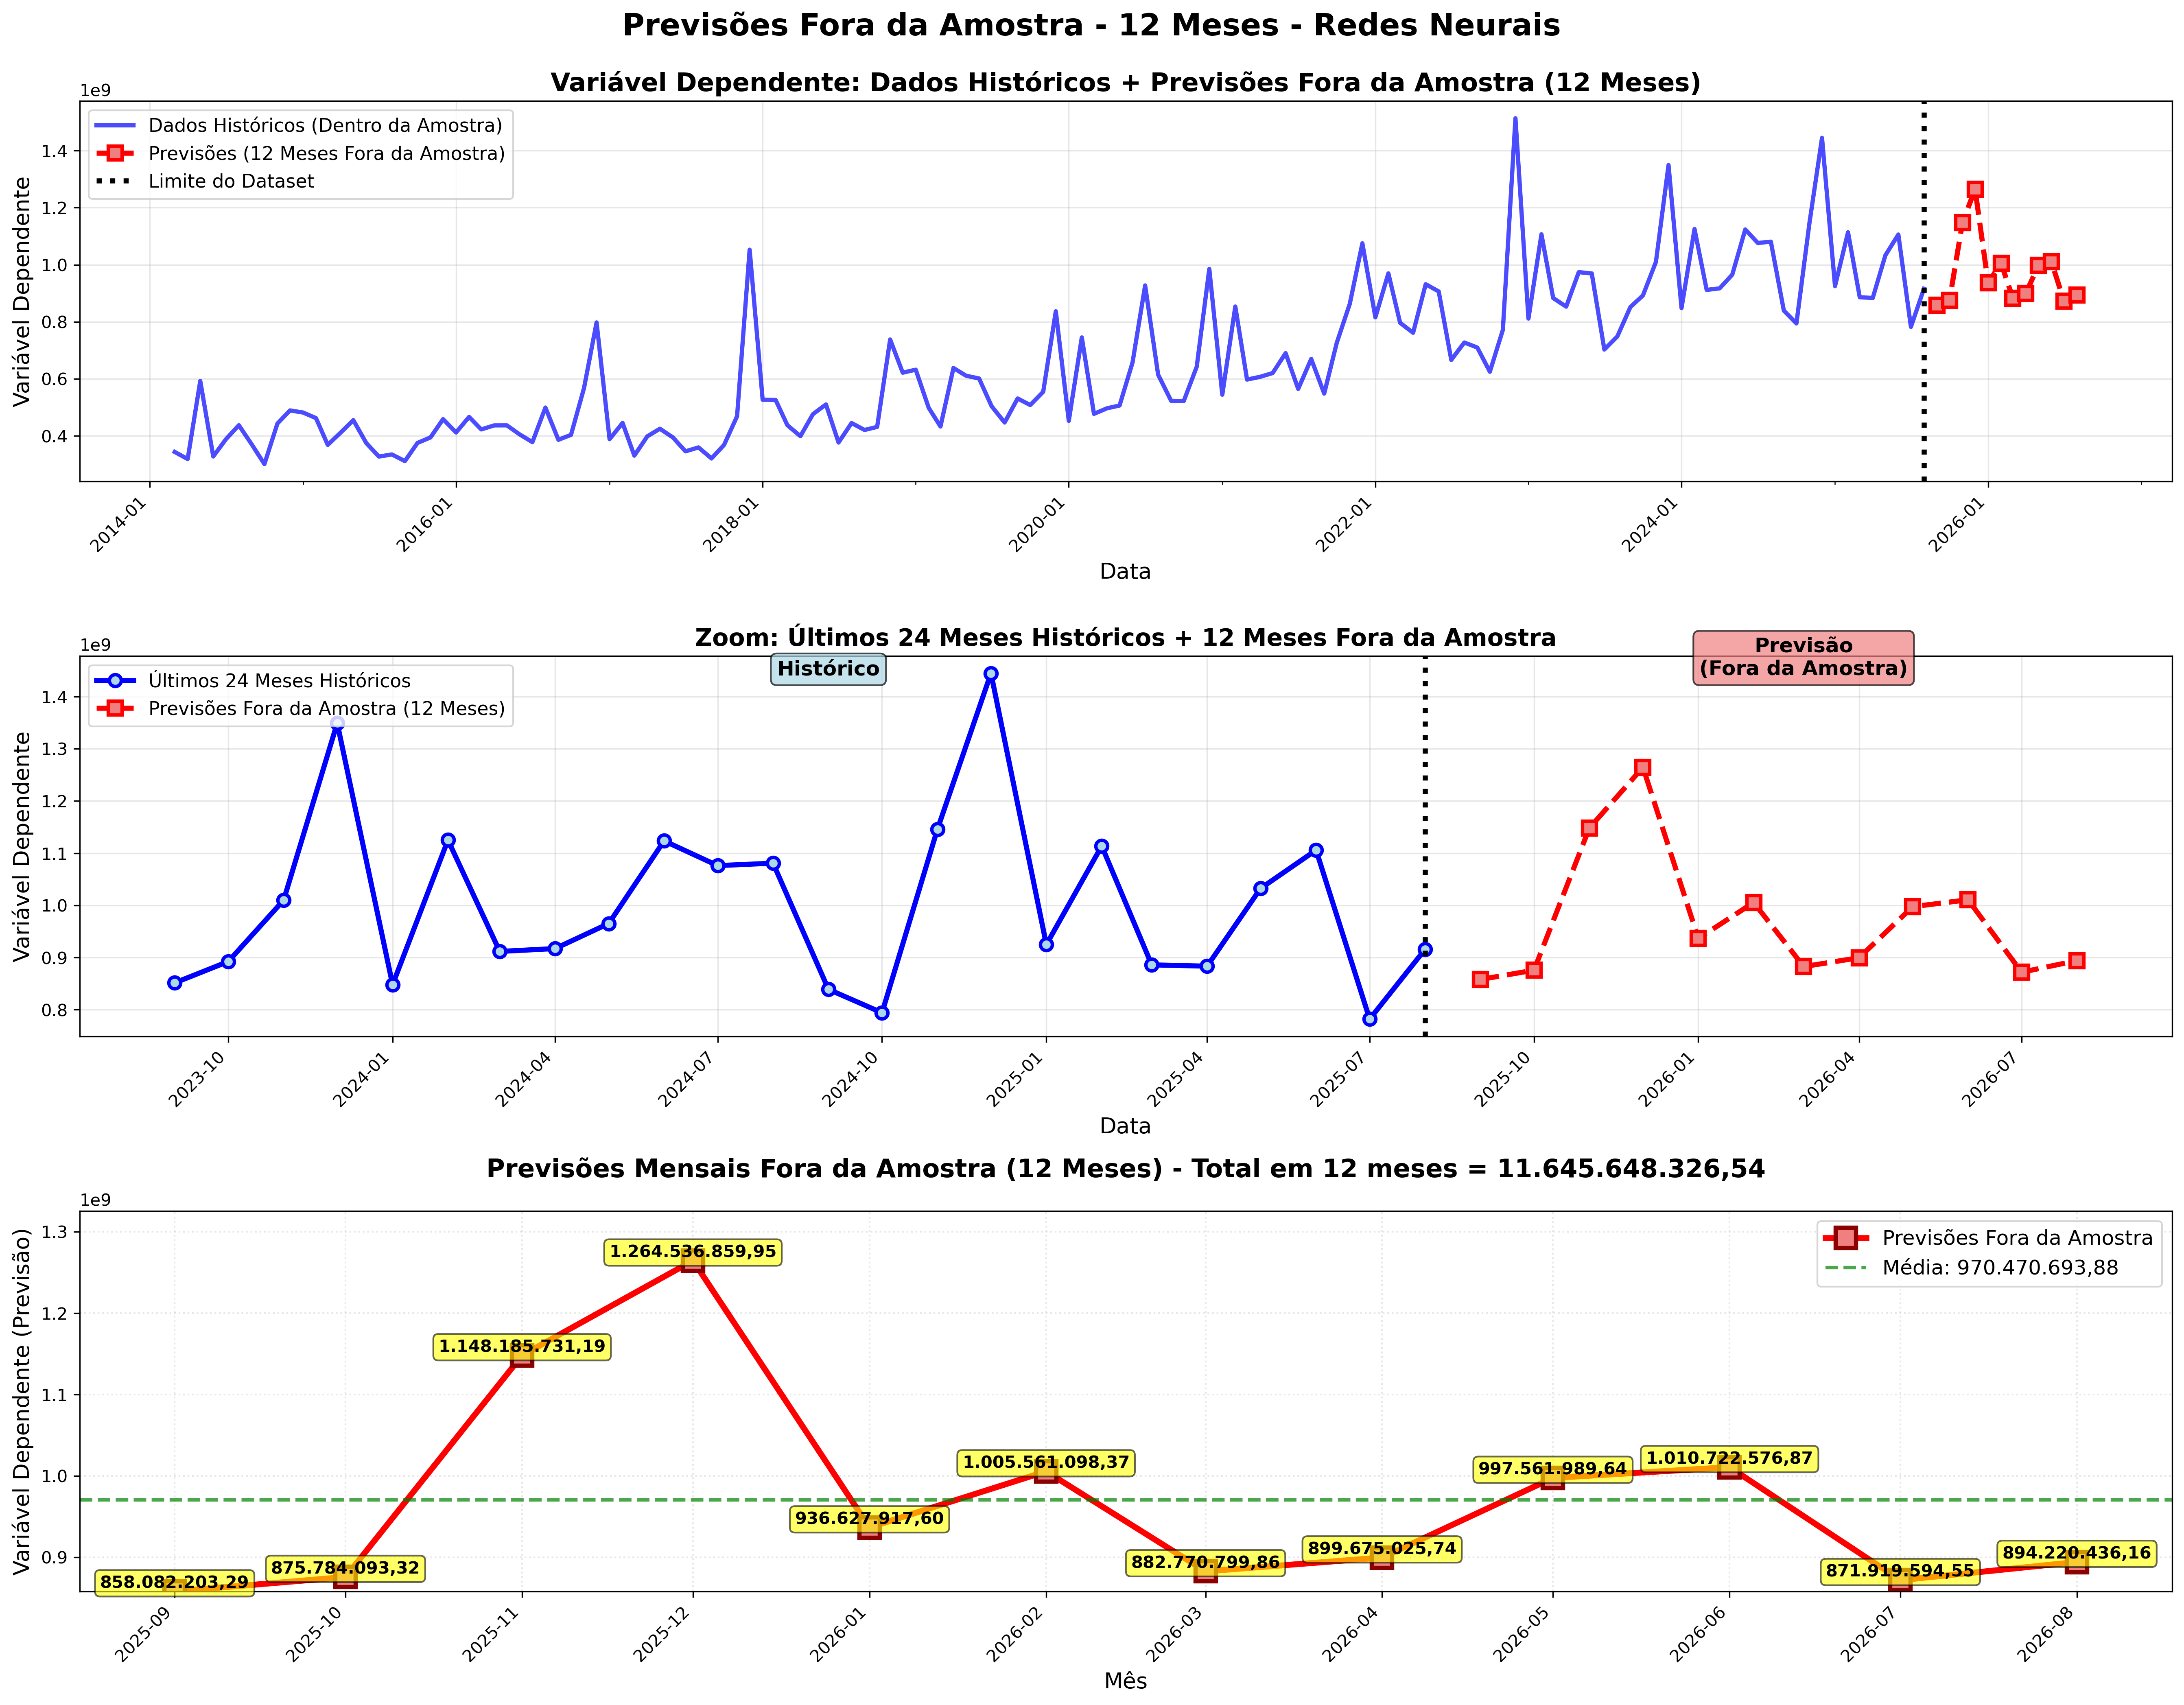 Previsões Fora da Amostra - 12 Meses - Redes Neurais
Variável Dependente: Dados Históricos + Previsões Fora da Amostra (12 Meses)
1e9
Dados Históricos (Dentro da Amostra)
Previsões (12 Meses Fora da Amostra)
Limite do Dataset
Variável Dependente
1.4
1.2
1.0
0.8
0.6
0.4
2014-01
2016-01
2018-01
2020-01
2022-01
2024-01
2026-01
Data
Zoom: Últimos 24 Meses Históricos + 12 Meses Fora da Amostra
1e9
Últimos 24 Meses Históricos
Previsões Fora da Amostra (12 Meses)
Histórico
Previsão
(Fora da Amostra)
Variável Dependente
1.4
1.3
1.2
1.1
1.0
0.9
0.8
2023-10
2024-01
2024-04
2024-07
2024-10
2025-01
2025-04
2025-07
2025-10
2026-01
2026-04
2026-07
Data
Previsões Mensais Fora da Amostra (12 Meses) - Total em 12 meses = 11.645.648.326,54
1e9
Previsões Fora da Amostra
Média: 970.470.693,88
Variável Dependente (Previsão)
1.3
1.2
1.1
1.0
0.9
858.082.203,29
875.784.093,32
1.148.185.731,19
1.264.536.859,95
936.627.917,60
1.005.561.098,37
882.770.799,86
899.675.025,74
997.561.989,64
1.010.722.576,87
871.919.594,55
894.220.436,16
2025-09
2025-10
2025-11
2025-12
2026-01
2026-02
2026-03
2026-04
2026-05
2026-06
2026-07
2026-08
Mês